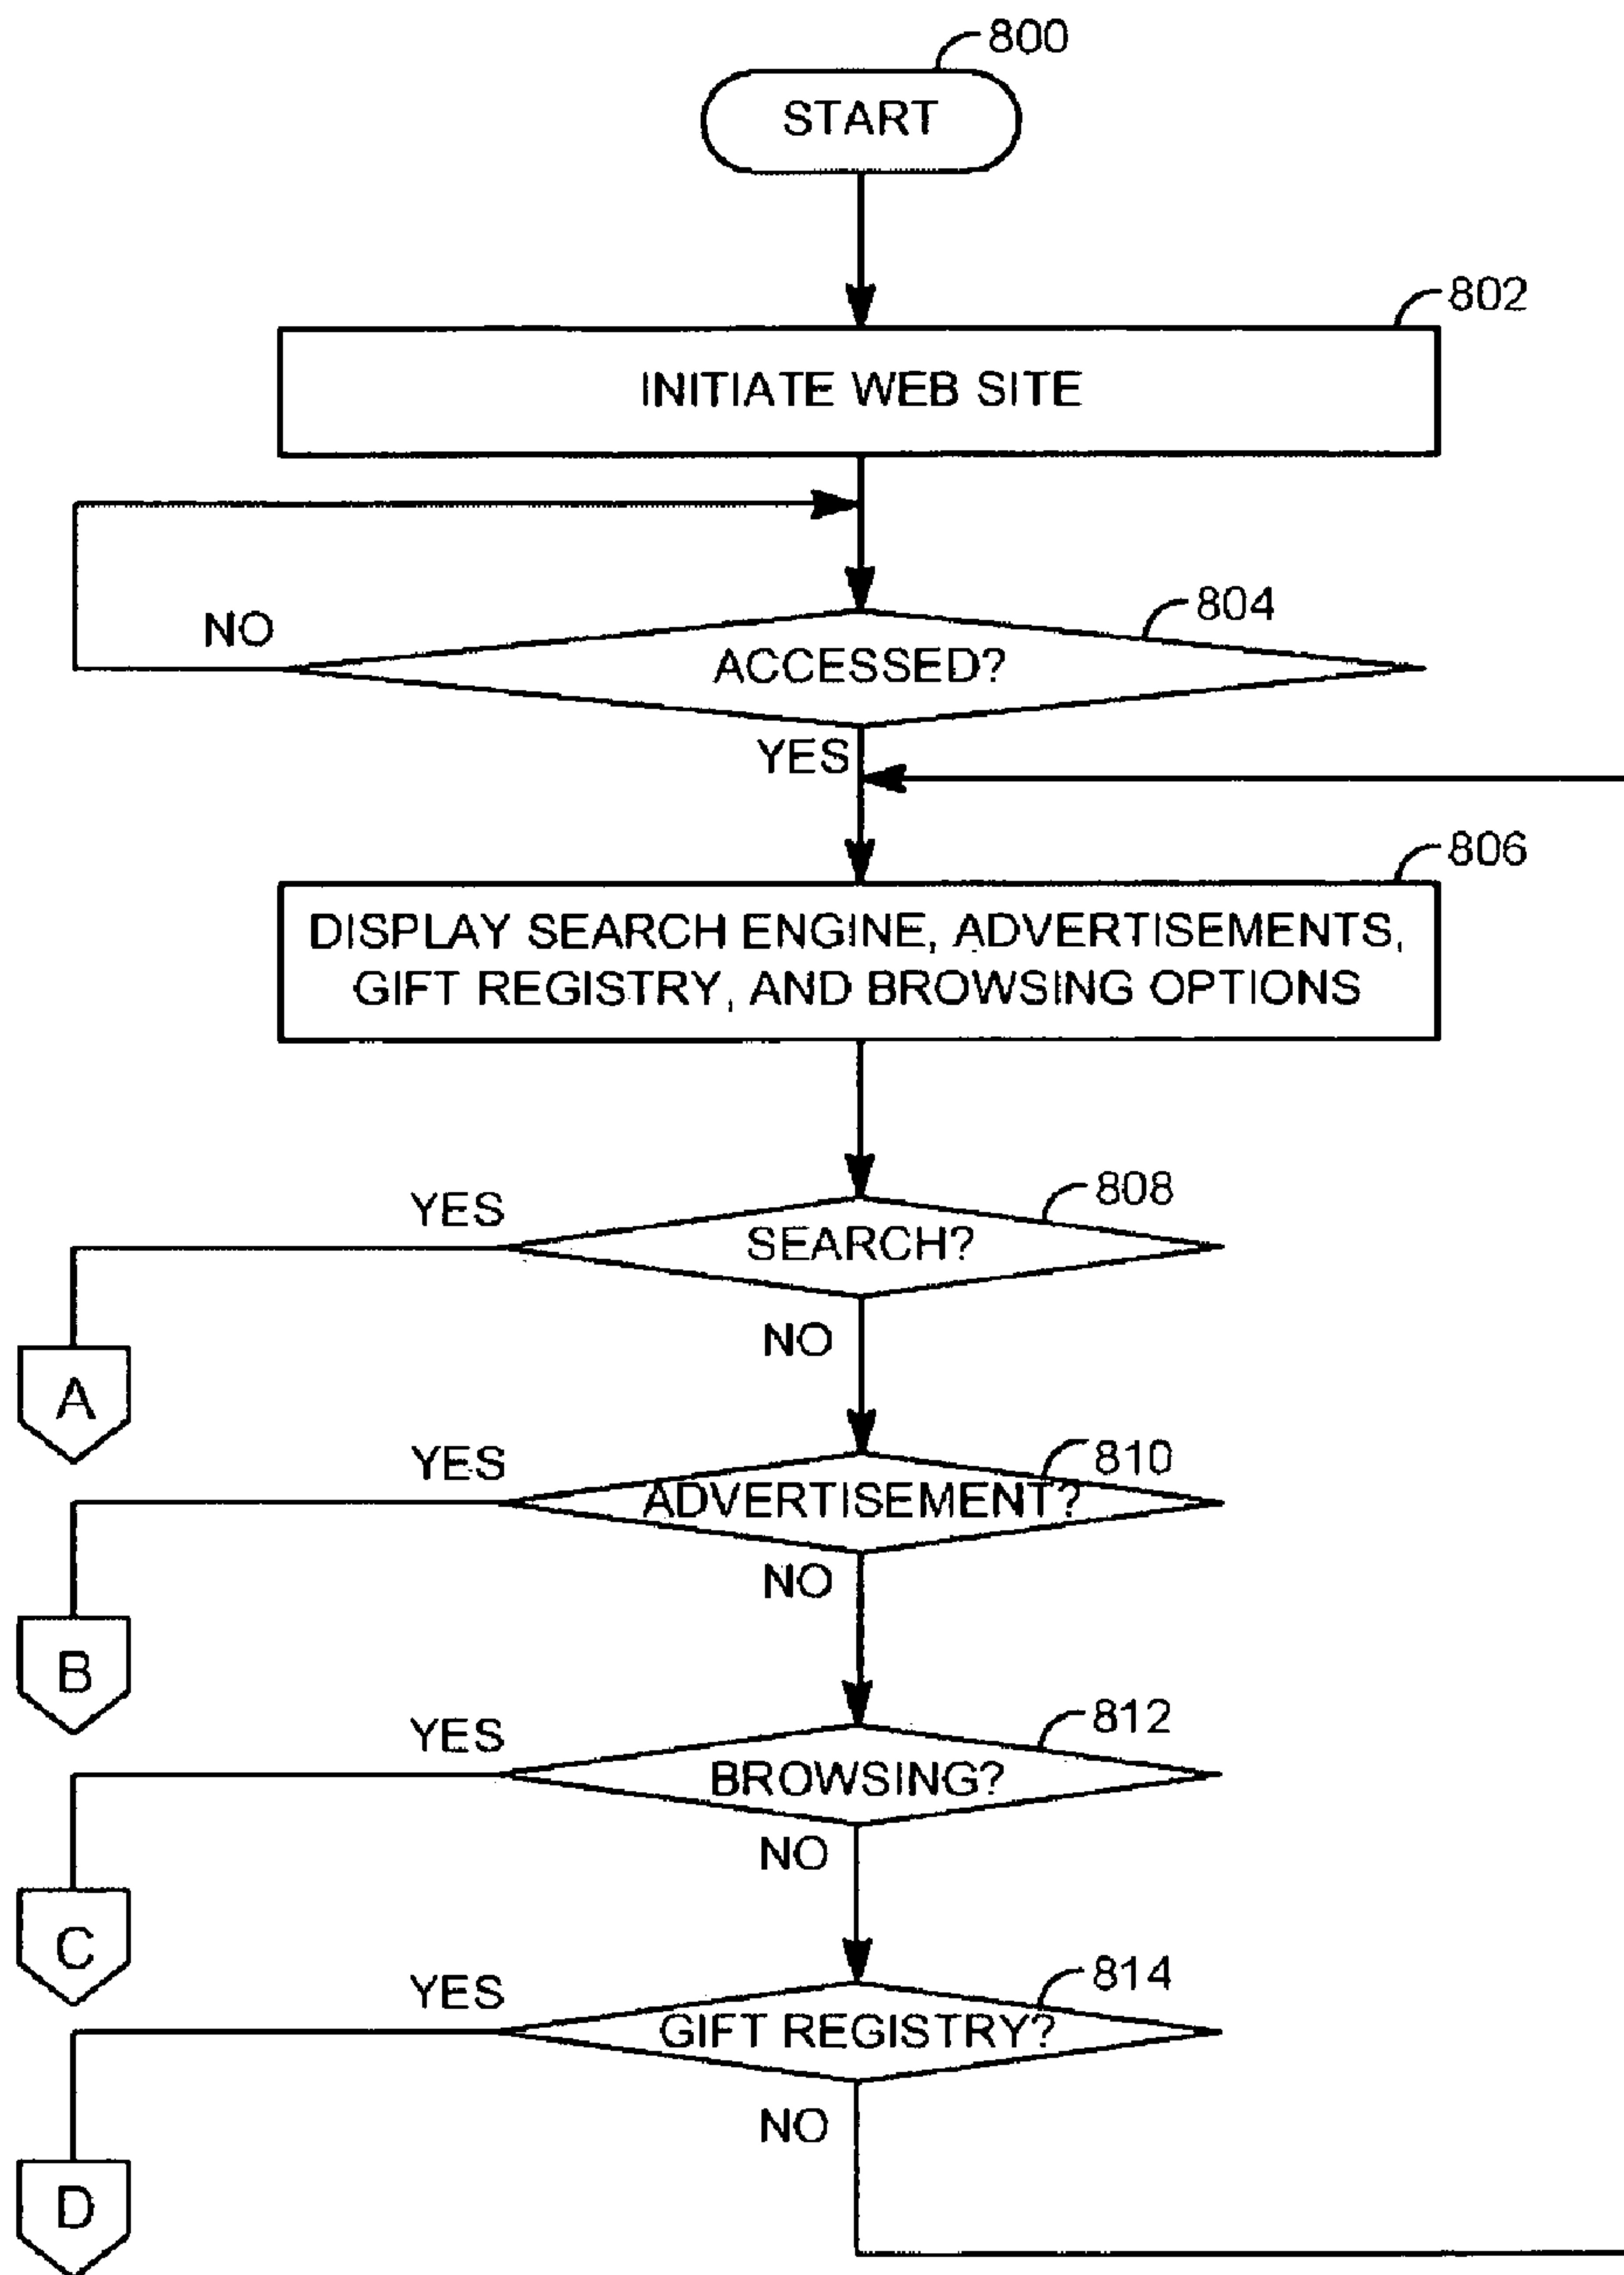 800
START
802
INITIATE WEB SITE
804
NO
ACCESSED?
YES
806
DISPLAY SEARCH ENGINE, ADVERTISEMENTS,
GIFT REGISTRY, AND BROWSING OPTIONS
808
YES
SEARCH?
NO
A
810
YES
ADVERTISEMENT?
NO
B
812
YES
BROWSING?
NO
C
814
YES
GIFT REGISTRY?
NO
D